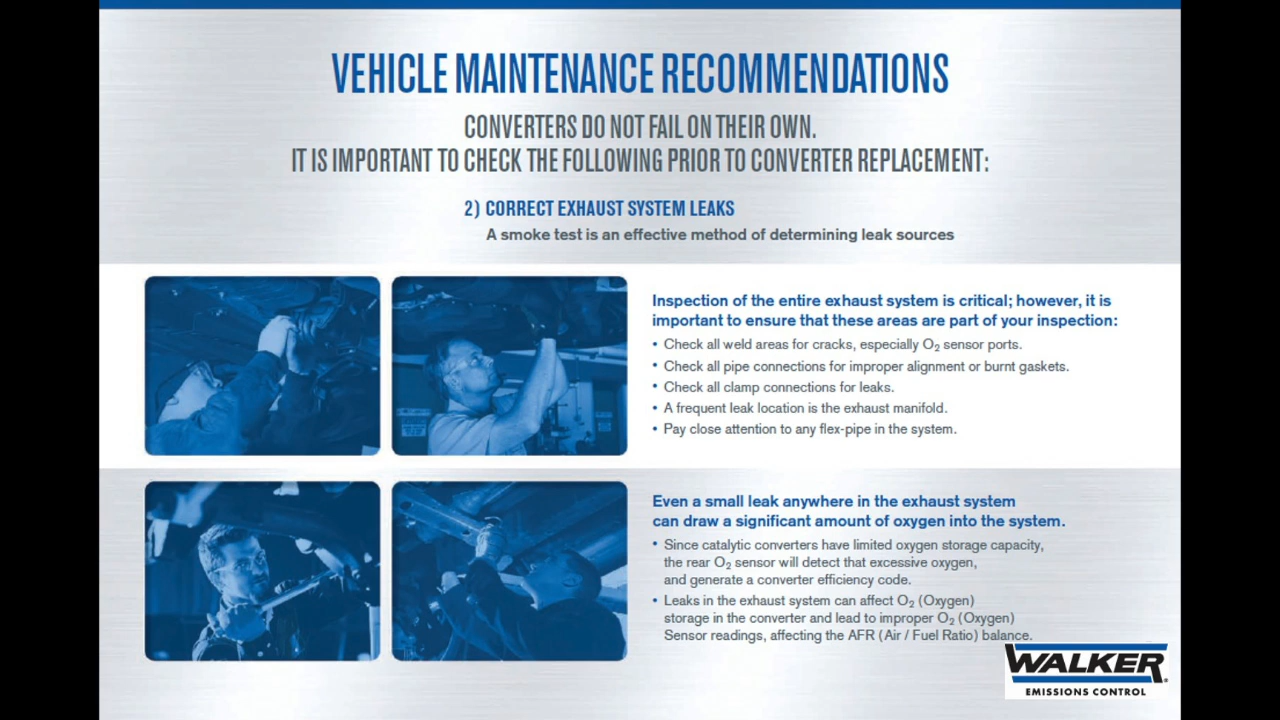 VEHICLE MAINTENANCE RECOMMENDATIONS
CONVERTERS DO NOT FAIL ON THEIR OWN.
IT IS IMPORTANT TO CHECK THE FOLLOWING PRIOR TO CONVERTER REPLACEMENT:
2) CORRECT EXHAUST SYSTEM LEAKS
A smoke test is an effective method of determining leak sources
Inspection of the entire exhaust system is critical; however, it is
important to ensure that these areas are part of your inspection:
• Check all weld areas for cracks, especially O₂ sensor ports.
• Check all pipe connections for improper alignment or burnt gaskets.
• Check all clamp connections for leaks.
• A frequent leak location is the exhaust manifold.
• Pay close attention to any flex-pipe in the system.
Even a small leak anywhere in the exhaust system
can draw a significant amount of oxygen into the system.
• Since catalytic converters have limited oxygen storage capacity,
the rear O₂ sensor will detect that excessive oxygen,
and generate a converter efficiency code.
• Leaks in the exhaust system can affect O₂ (Oxygen)
storage in the converter and lead to improper O₂ (Oxygen)
Sensor readings, affecting the AFR (Air / Fuel Ratio) balance.
WALKER®
EMISSIONS CONTROL